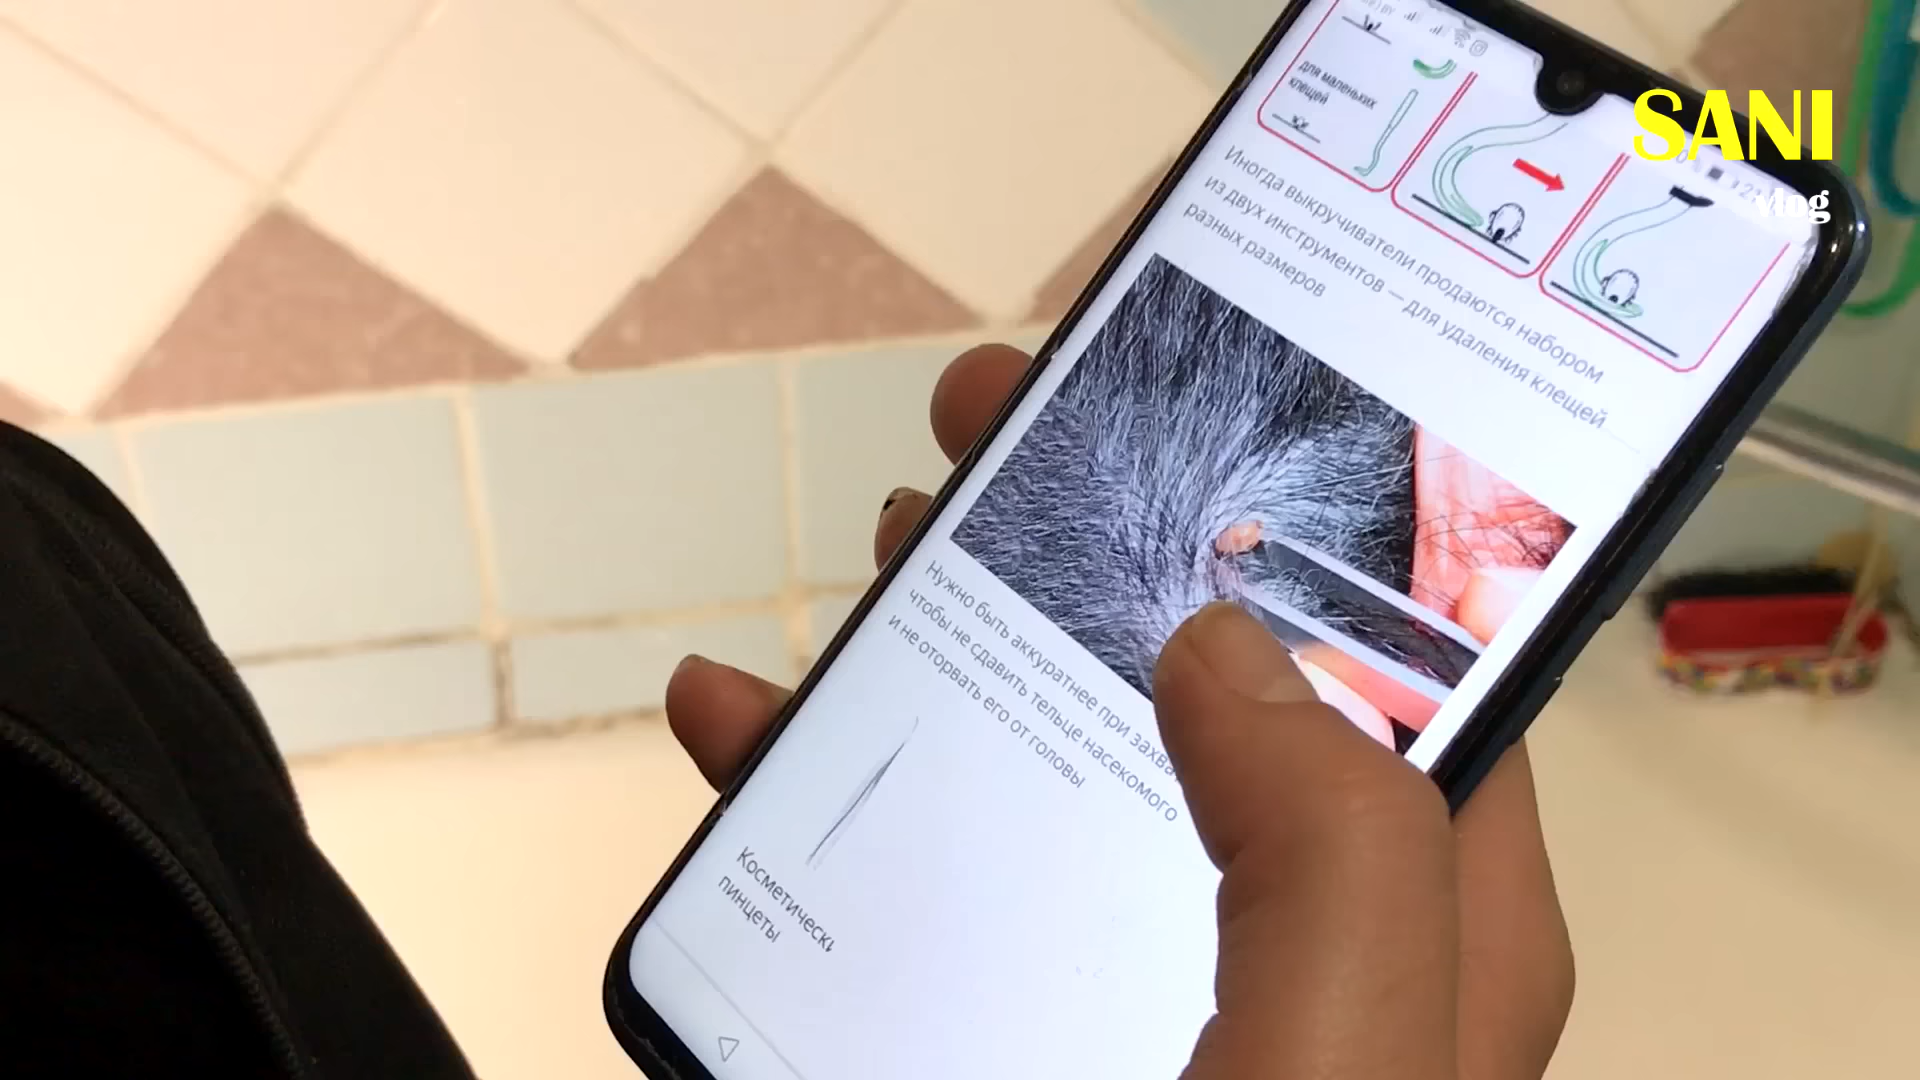 SANI
vlog
для маленьких
клещей
Иногда выкручиватели продаются набором
из двух инструментов — для удаления клещей
разных размеров
Нужно быть аккуратнее при захва
чтобы не сдавить тельце насекомого
и не оторвать его от головы
Косметически
пинцеты